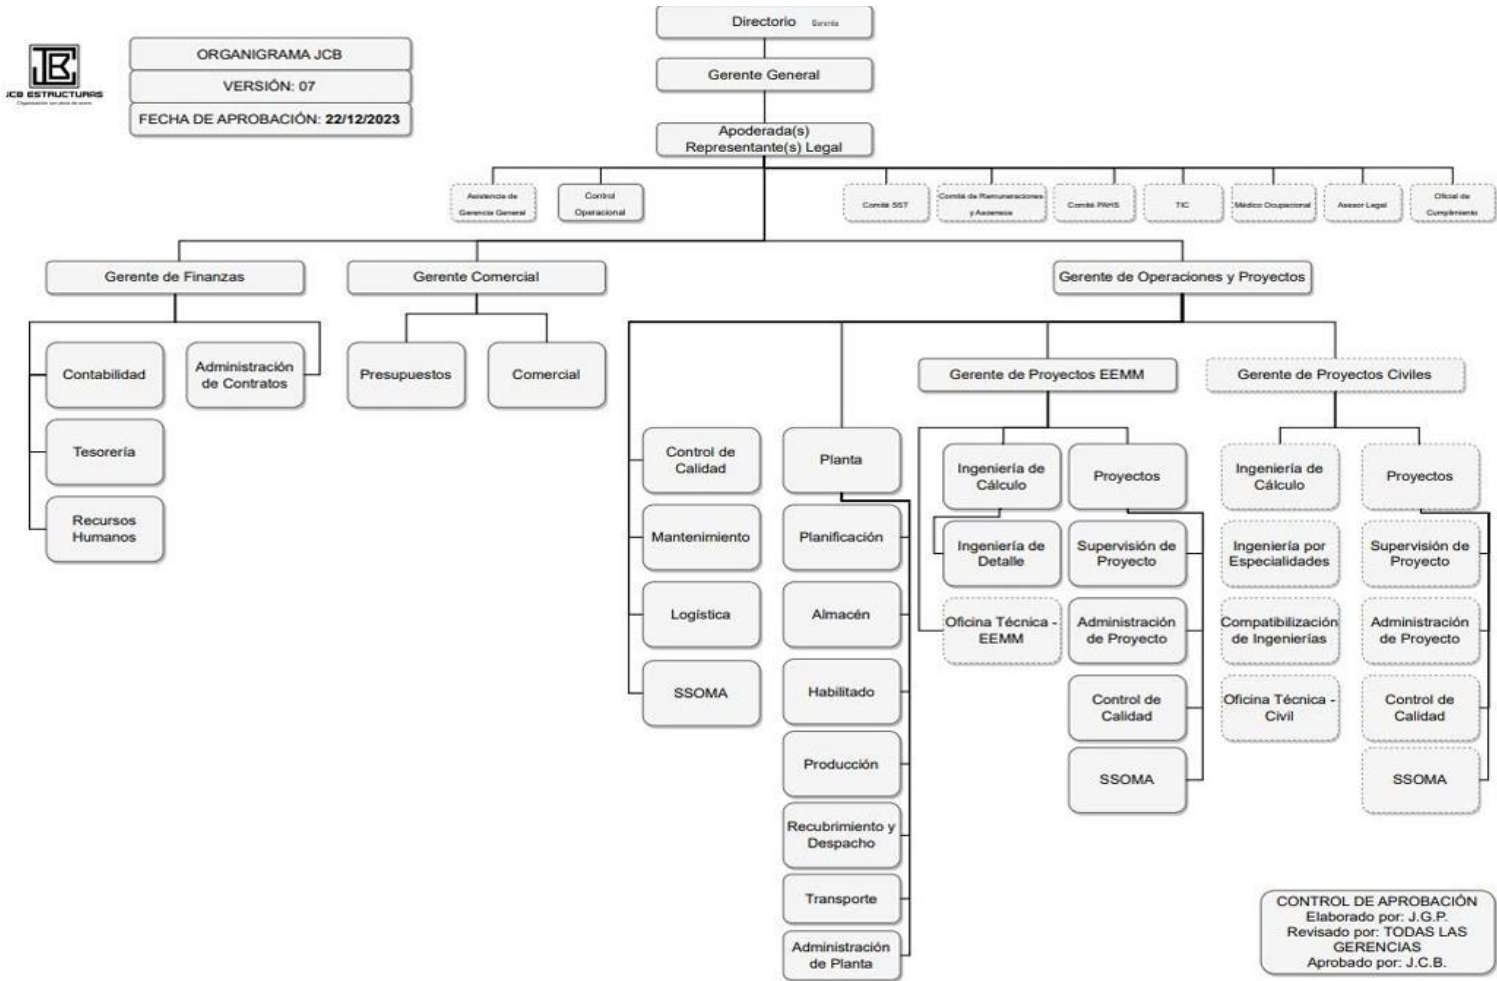 Directorio
Gerente General
Apoderada(s)
Representante(s) Legal
JCB ESTRUCTURAS
ORGANIGRAMA JCB
VERSIÓN: 07
FECHA DE APROBACIÓN: 22/12/2023
Asistencia de
Gerencia General
Control
Operacional
Comité SST
Comité de Remuneraciones
y Ascensos
Comité PAHS
TIC
Médico Ocupacional
Asesor Legal
Oficial de
Cumplimiento
Gerente de Finanzas
Gerente Comercial
Gerente de Operaciones y Proyectos
Contabilidad
Administración
de Contratos
Tesorería
Recursos
Humanos
Presupuestos
Comercial
Gerente de Proyectos EEMM
Gerente de Proyectos Civiles
Control de
Calidad
Mantenimiento
Logística
SSOMA
Planta
Planificación
Almacén
Habilitado
Producción
Recubrimiento y
Despacho
Transporte
Administración
de Planta
Ingeniería de
Cálculo
Ingeniería de
Detalle
Oficina Técnica -
EEMM
Proyectos
Supervisión de
Proyecto
Administración
de Proyecto
Control de
Calidad
SSOMA
Ingeniería de
Cálculo
Ingeniería por
Especialidades
Compatibilización
de Ingenierías
Oficina Técnica -
Civil
Proyectos
Supervisión de
Proyecto
Administración
de Proyecto
Control de
Calidad
SSOMA
CONTROL DE APROBACIÓN
Elaborado por: J.G.P.
Revisado por: TODAS LAS
GERENCIAS
Aprobado por: J.C.B.